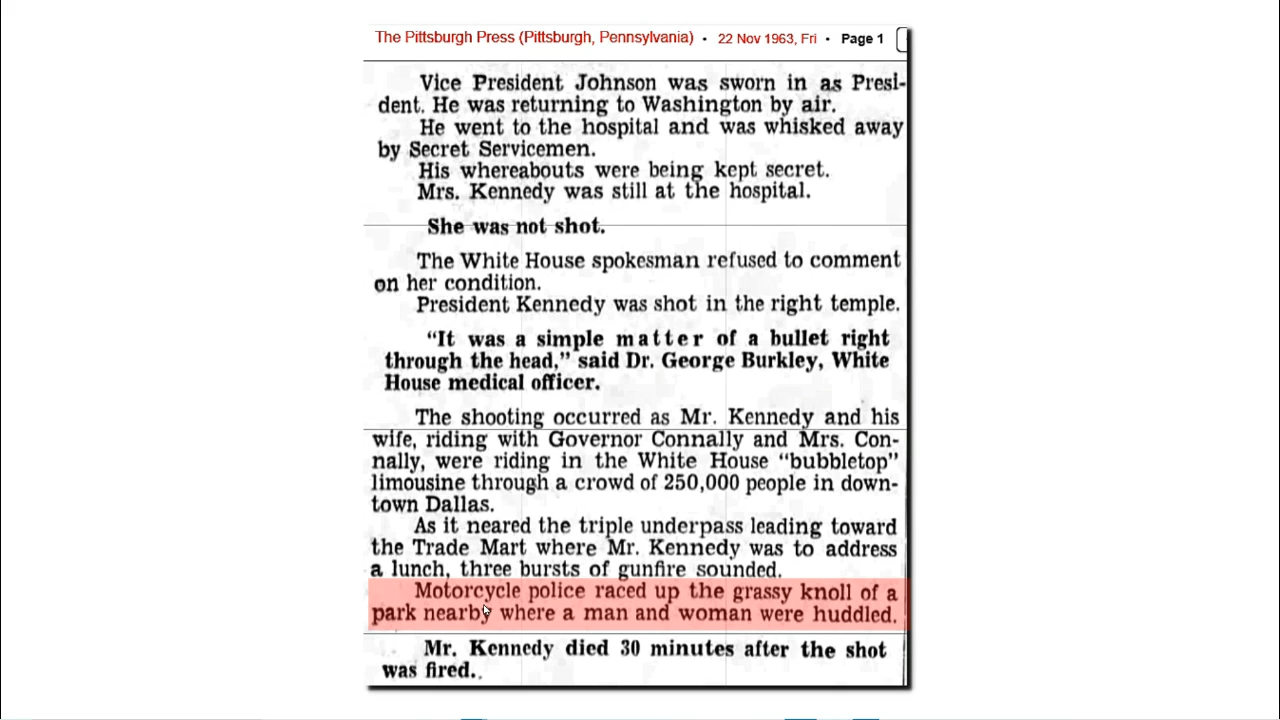 The Pittsburgh Press (Pittsburgh, Pennsylvania) • 22 Nov 1963, Fri • Page 1
Vice President Johnson was sworn in as Presi-
dent. He was returning to Washington by air.
He went to the hospital and was whisked away
by Secret Servicemen.
His whereabouts were being kept secret.
Mrs. Kennedy was still at the hospital.
She was not shot.
The White House spokesman refused to comment
on her condition.
President Kennedy was shot in the right temple.
"It was a simple matter of a bullet right
through the head," said Dr. George Burkley, White
House medical officer.
The shooting occurred as Mr. Kennedy and his
wife, riding with Governor Connally and Mrs. Con-
nally, were riding in the White House "bubbletop"
limousine through a crowd of 250,000 people in down-
town Dallas.
As it neared the triple underpass leading toward
the Trade Mart where Mr. Kennedy was to address
a lunch, three bursts of gunfire sounded.
Motorcycle police raced up the grassy knoll of a
park nearby where a man and woman were huddled.
Mr. Kennedy died 30 minutes after the shot
was fired.